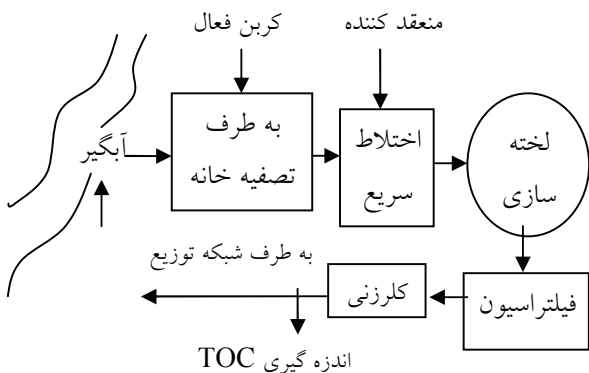 کربن فعال
منعقد کننده
آبگیر
به طرف
تصفیه خانه
اختلاط
سریع
لخته
سازی
فیلتراسیون
کلرزنی
به طرف شبکه توزیع
اندزه گیری TOC